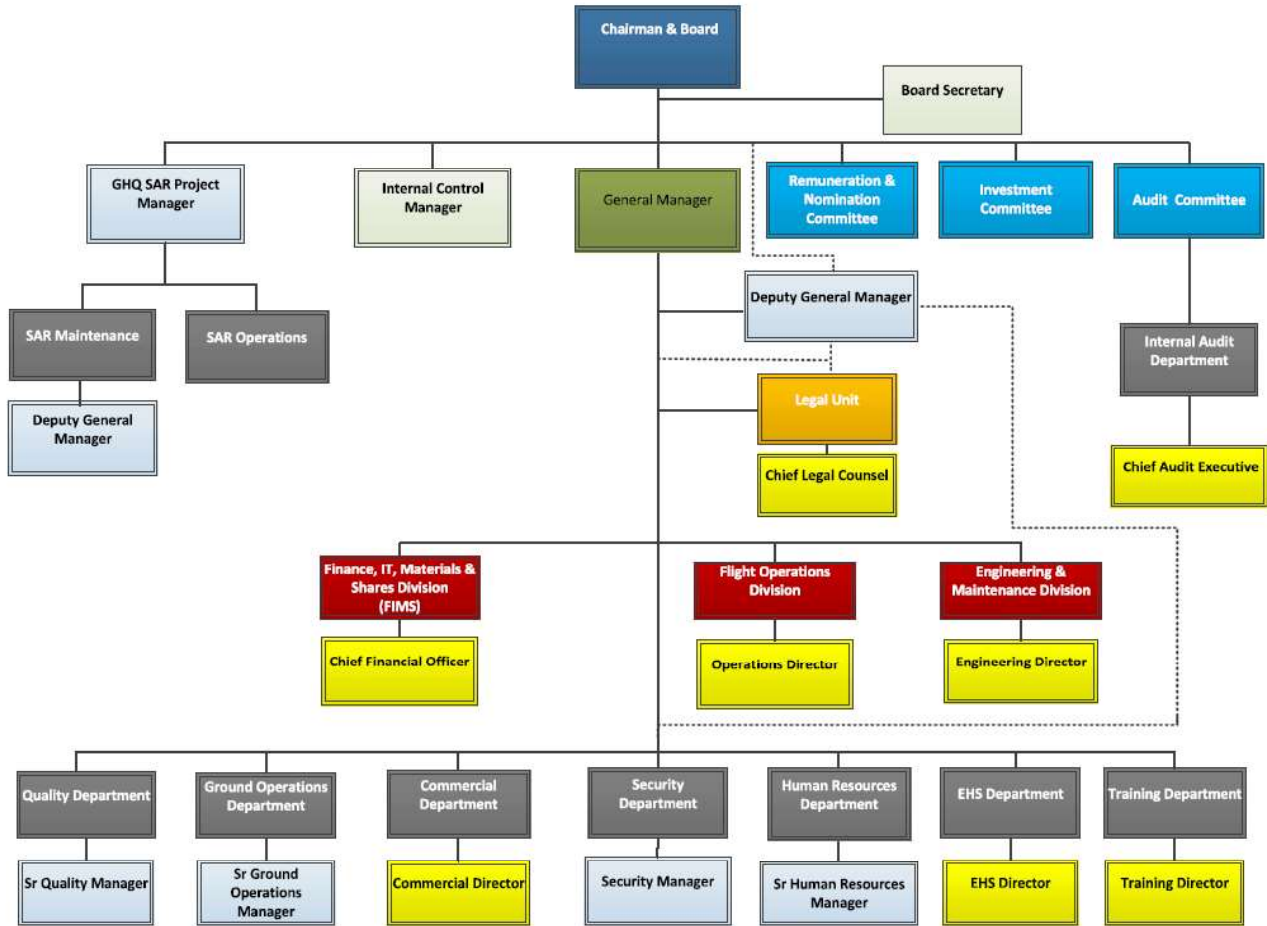 Chairman & Board
Board Secretary
GHQ SAR Project
Manager
Internal Control
Manager
General Manager
Remuneration &
Nomination
Committee
Investment
Committee
Audit Committee
Deputy General Manager
SAR Maintenance
SAR Operations
Internal Audit
Department
Deputy General
Manager
Legal Unit
Chief Legal Counsel
Chief Audit Executive
Finance, IT, Materials &
Shares Division
(FIMS)
Flight Operations
Division
Engineering &
Maintenance Division
Chief Financial Officer
Operations Director
Engineering Director
Quality Department
Ground Operations
Department
Commercial
Department
Security
Department
Human Resources
Department
EHS Department
Training Department
Sr Quality Manager
Sr Ground
Operations
Manager
Commercial Director
Security Manager
Sr Human Resources
Manager
EHS Director
Training Director